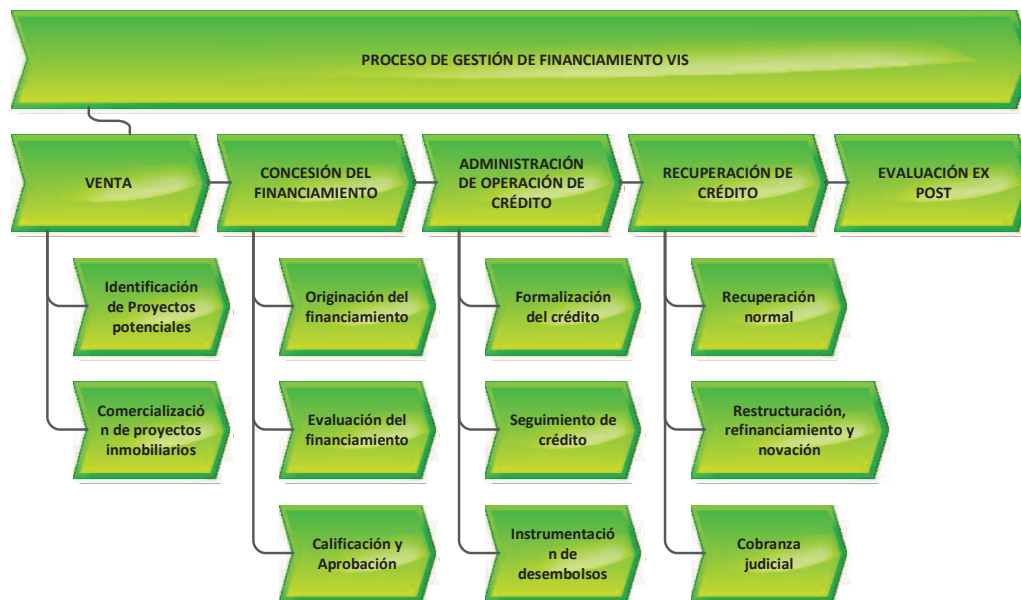 PROCESO DE GESTIÓN DE FINANCIAMIENTO VIS
VENTA
CONCESIÓN DEL
FINANCIAMIENTO
ADMINISTRACIÓN
DE OPERACIÓN DE
CRÉDITO
RECUPERACIÓN DE
CRÉDITO
EVALUACIÓN EX
POST
Identificación
de Proyectos
potenciales
Originación del
financiamiento
Formalización
del crédito
Recuperación
normal
Comercializació
n de proyectos
inmobiliarios
Evaluación del
financiamiento
Seguimiento de
crédito
Restructuración,
refinanciamiento y
novación
Calificación y
Aprobación
Instrumentació
n de
desembolsos
Cobranza
judicial